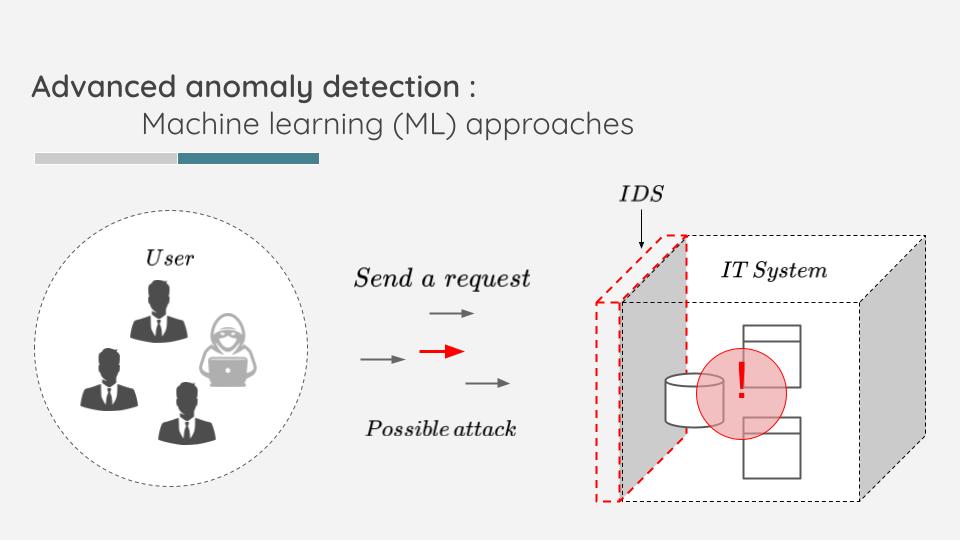 Advanced anomaly detection :
Machine learning (ML) approaches
IDS
User
Send a request
IT System
!
Possible attack